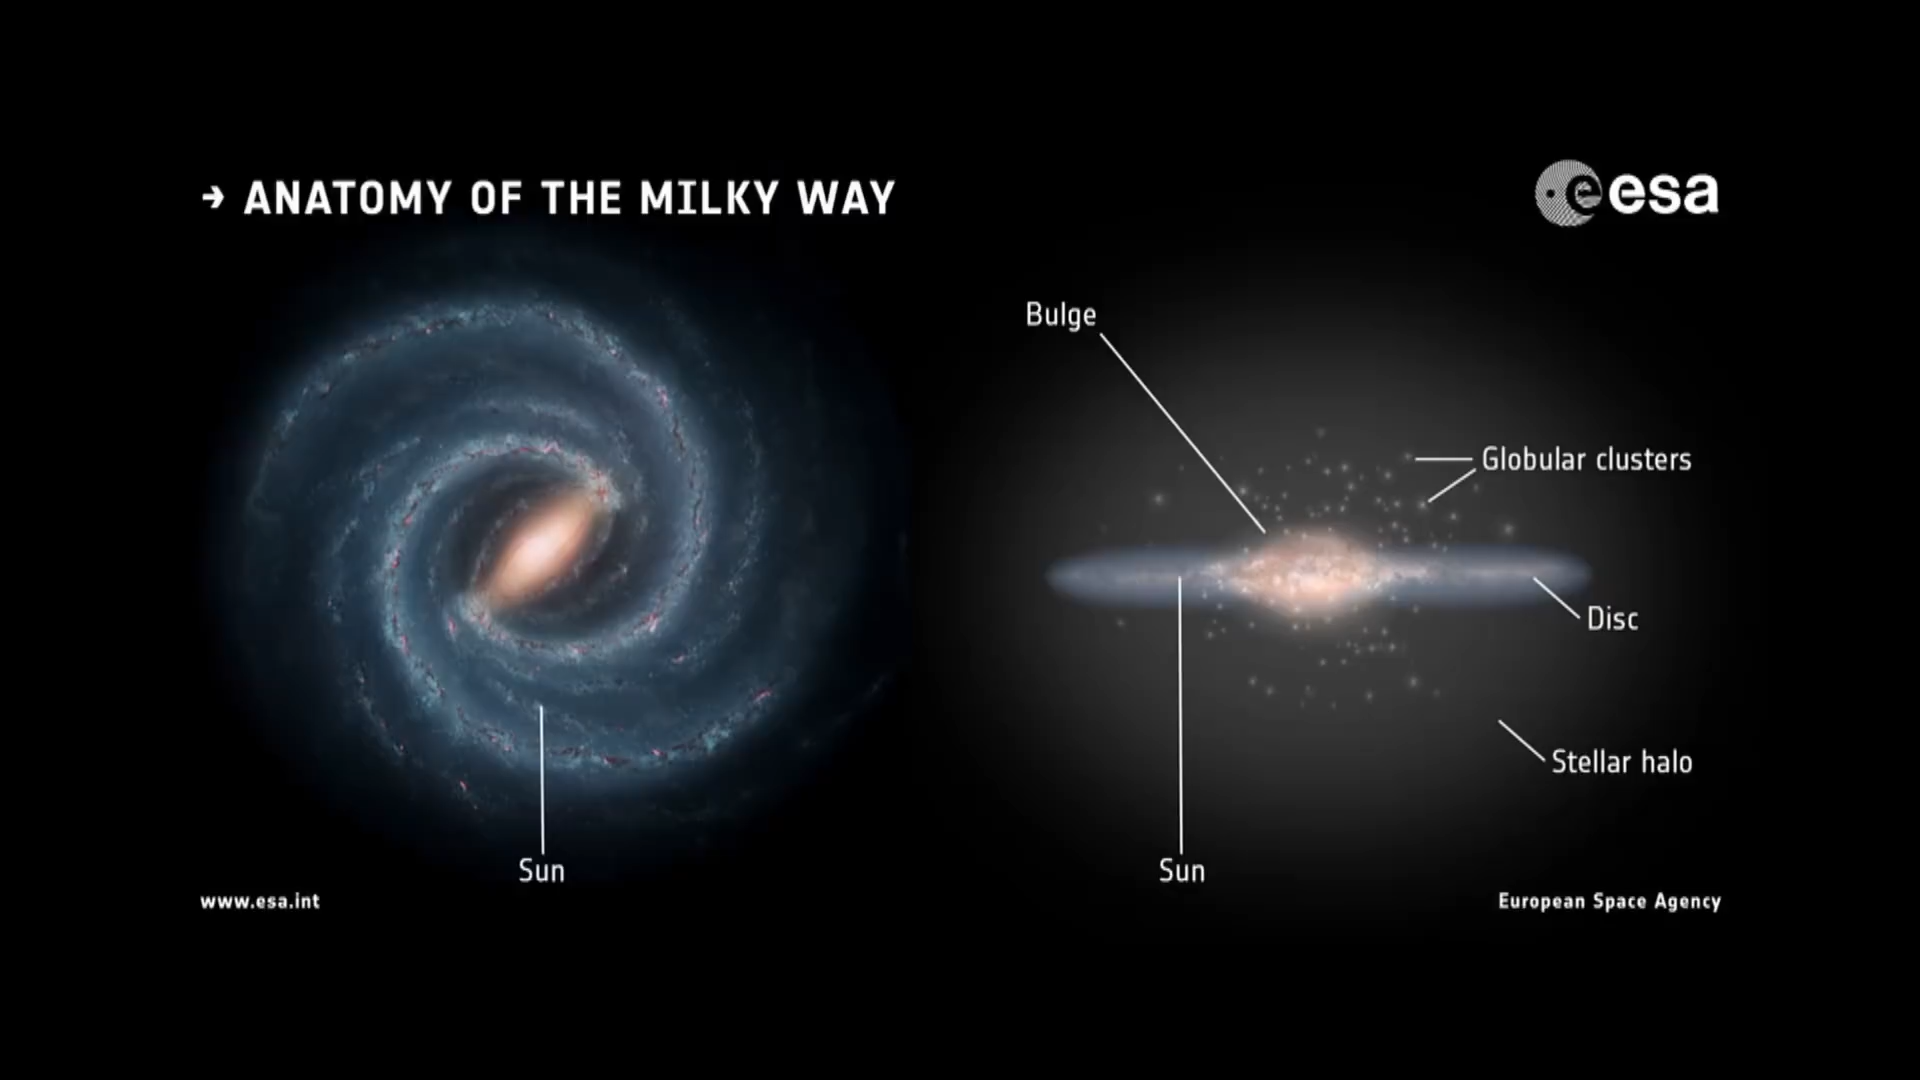 → ANATOMY OF THE MILKY WAY
esa
Bulge
Globular clusters
Disc
Stellar halo
Sun
Sun
www.esa.int
European Space Agency